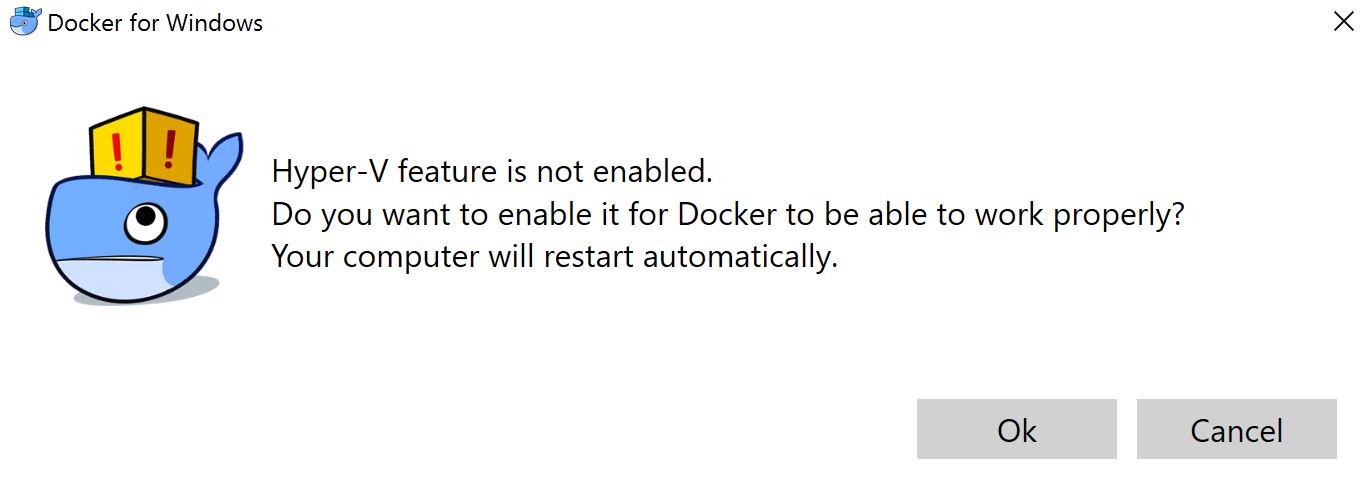 Docker for Windows
Hyper-V feature is not enabled.
Do you want to enable it for Docker to be able to work properly?
Your computer will restart automatically.
Ok
Cancel